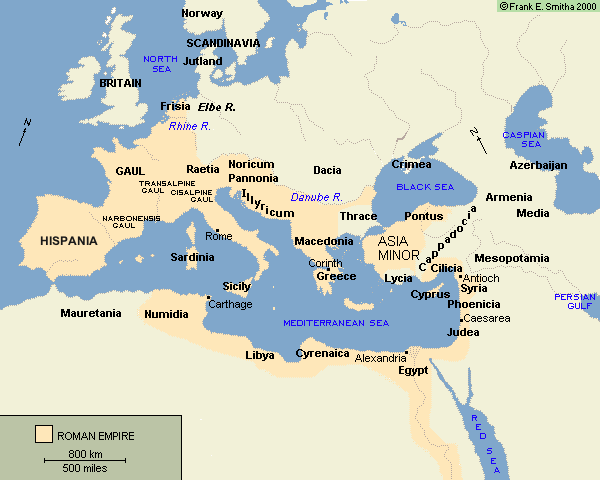 © Frank E. Smitha 2000
Norway
SCANDINAVIA
NORTH
SEA
Jutland
BRITAIN
Frisia
Elbe R.
Rhine R.
CASPIAN
SEA
Crimea
Azerbaijan
GAUL
Raetia
Noricum
Pannonia
Dacia
TRANSALPINE
GAUL
CISALPINE
GAUL
Illyricum
Danube R.
BLACK SEA
Armenia
Media
NARBONENSIS
GAUL
Thrace
Pontus
Cappadocia
HISPANIA
Rome
Macedonia
ASIA
MINOR
Sardinia
Corinth
Greece
Cilicia
Mesopotamia
Lycia
Antioch
Sicily
Cyprus
Syria
Carthage
Phoenicia
PERSIAN
GULF
Mauretania
Numidia
MEDITERRANEAN SEA
Caesarea
Judea
Libya
Cyrenaica
Alexandria
Egypt
RED SEA
ROMAN EMPIRE
800 km
500 miles
N
N